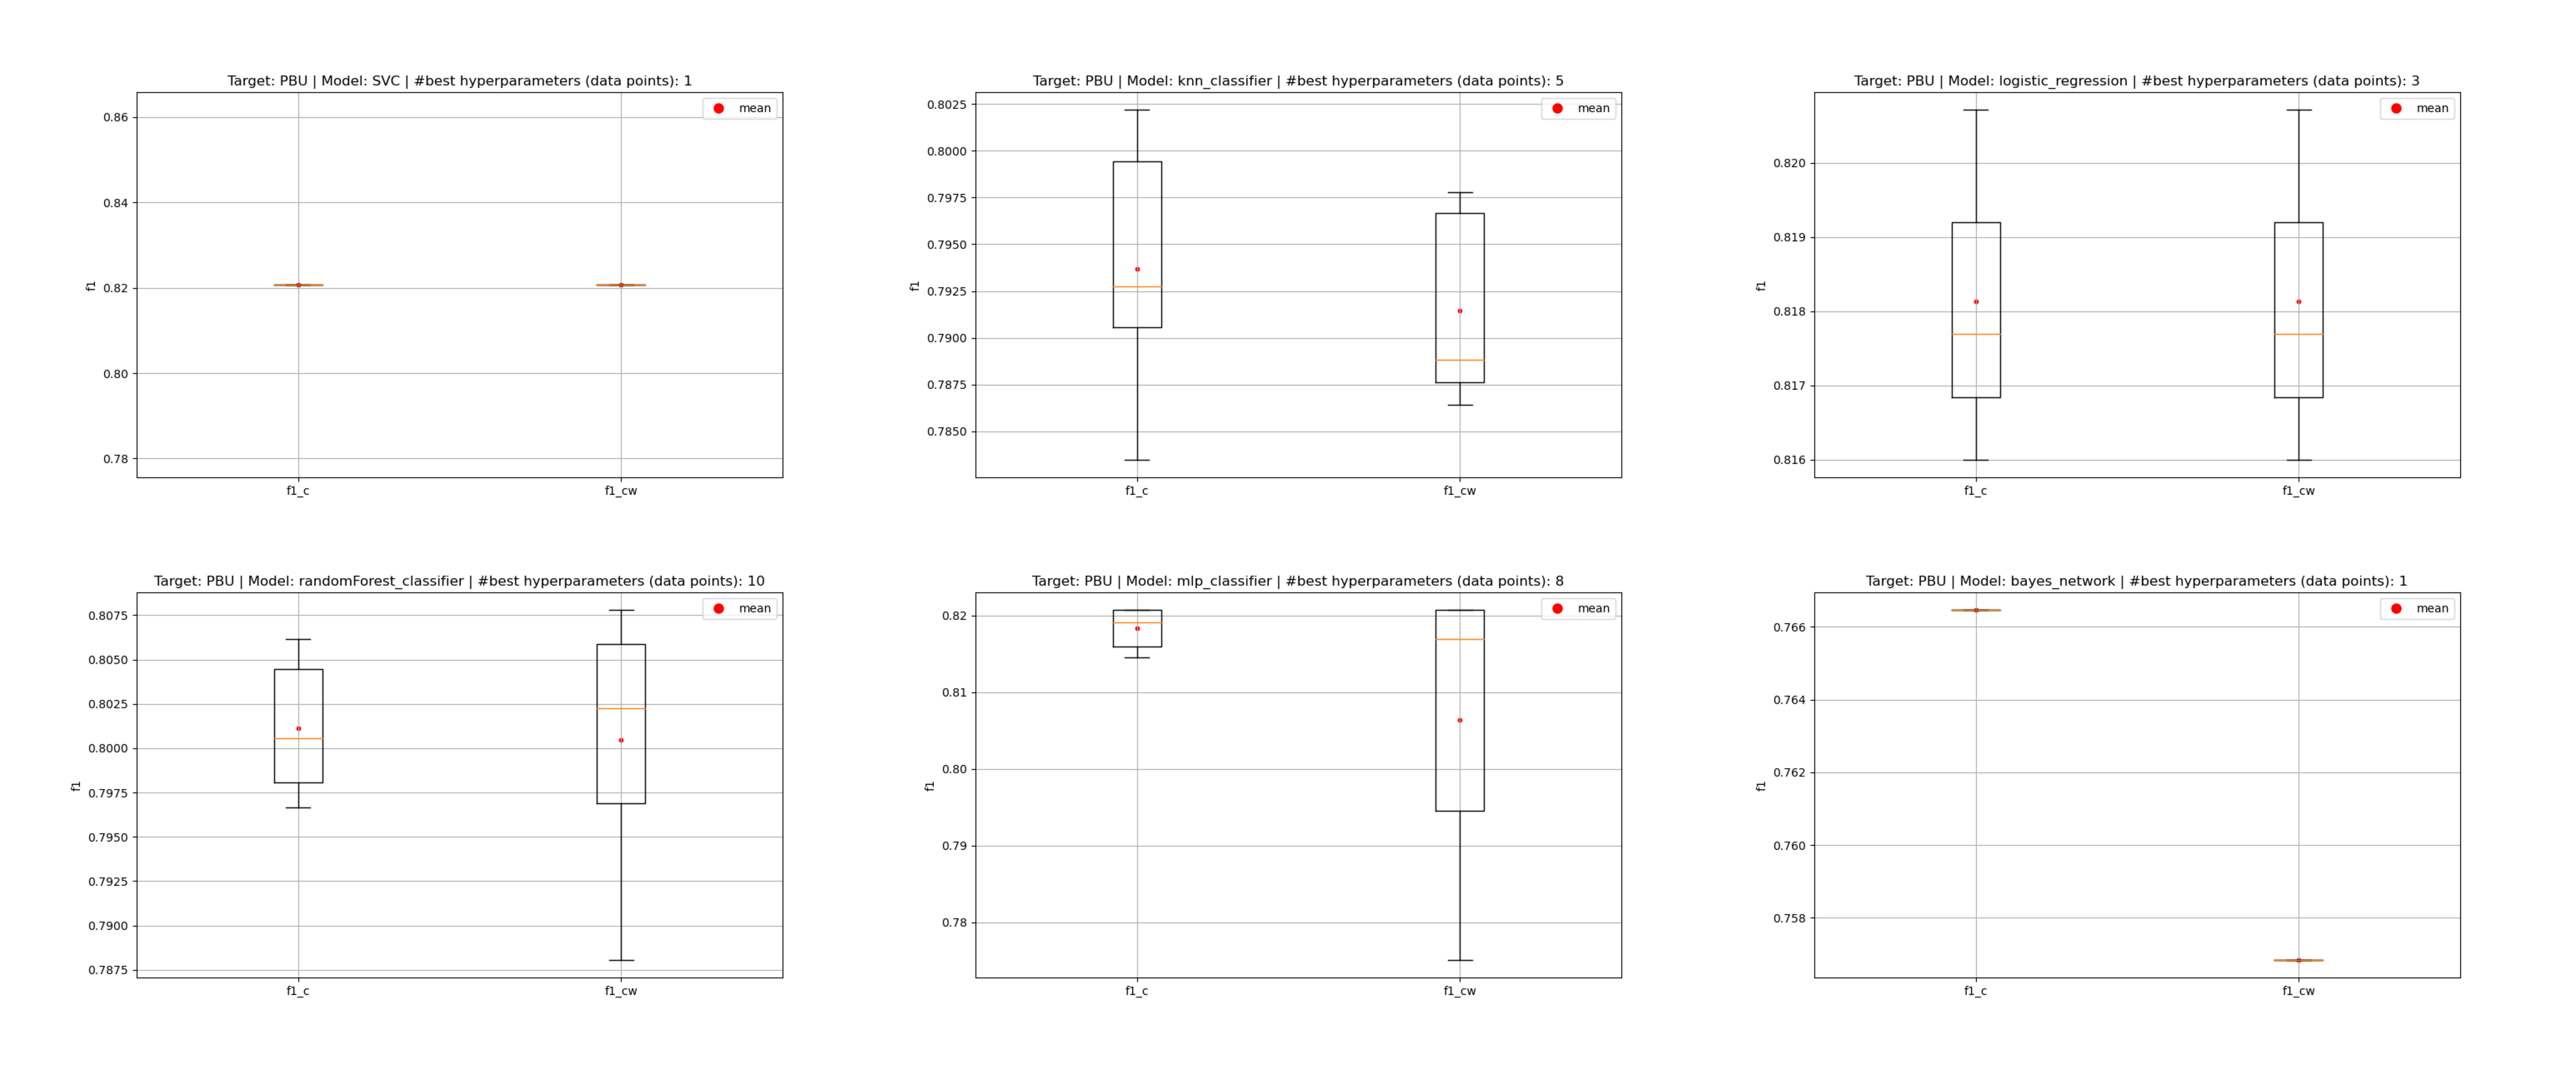 Target: PBU | Model: SVC | #best hyperparameters (data points): 1
mean
0.86
0.84
0.82
0.80
0.78
f1
f1_c
f1_cw
Target: PBU | Model: knn_classifier | #best hyperparameters (data points): 5
mean
0.8025
0.8000
0.7975
0.7950
0.7925
0.7900
0.7875
0.7850
f1
f1_c
f1_cw
Target: PBU | Model: logistic_regression | #best hyperparameters (data points): 3
mean
0.820
0.819
0.818
0.817
0.816
f1
f1_c
f1_cw
Target: PBU | Model: randomForest_classifier | #best hyperparameters (data points): 10
mean
0.8075
0.8050
0.8025
0.8000
0.7975
0.7950
0.7925
0.7900
0.7875
f1
f1_c
f1_cw
Target: PBU | Model: mlp_classifier | #best hyperparameters (data points): 8
mean
0.82
0.81
0.80
0.79
0.78
f1
f1_c
f1_cw
Target: PBU | Model: bayes_network | #best hyperparameters (data points): 1
mean
0.766
0.764
0.762
0.760
0.758
f1
f1_c
f1_cw